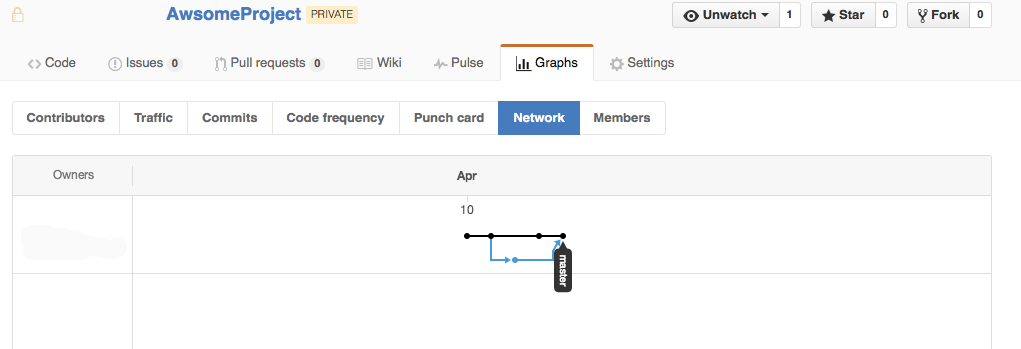 AwsomeProject PRIVATE Unwatch 1 Star 0 Fork 0
Code Issues 0 Pull requests 0 Wiki Pulse Graphs Settings
Contributors Traffic Commits Code frequency Punch card Network Members
Owners Apr
10
master